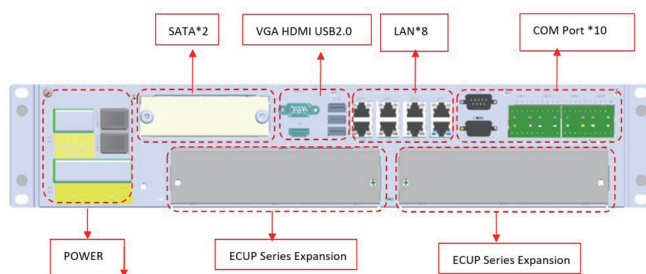 SATA*2
VGA HDMI USB2.0
LAN*8
COM Port *10
POWER
ECUP Series Expansion
ECUP Series Expansion